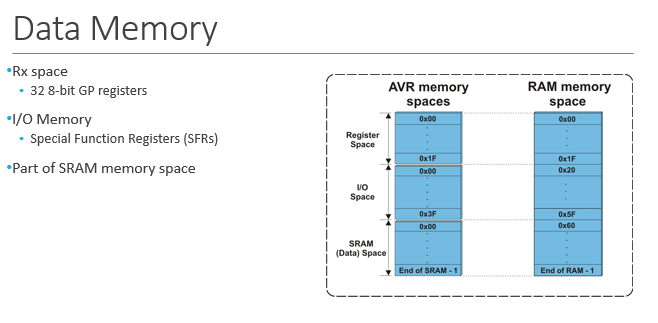 Data Memory
•Rx space
• 32 8-bit GP registers
•I/O Memory
• Special Function Registers (SFRs)
•Part of SRAM memory space
AVR memory
spaces
RAM memory
space
Register
Space
I/O
Space
SRAM
(Data) Space
0x00
0x1F
0x00
0x3F
0x00
End of SRAM - 1
0x00
0x1F
0x20
0x5F
0x60
End of RAM - 1